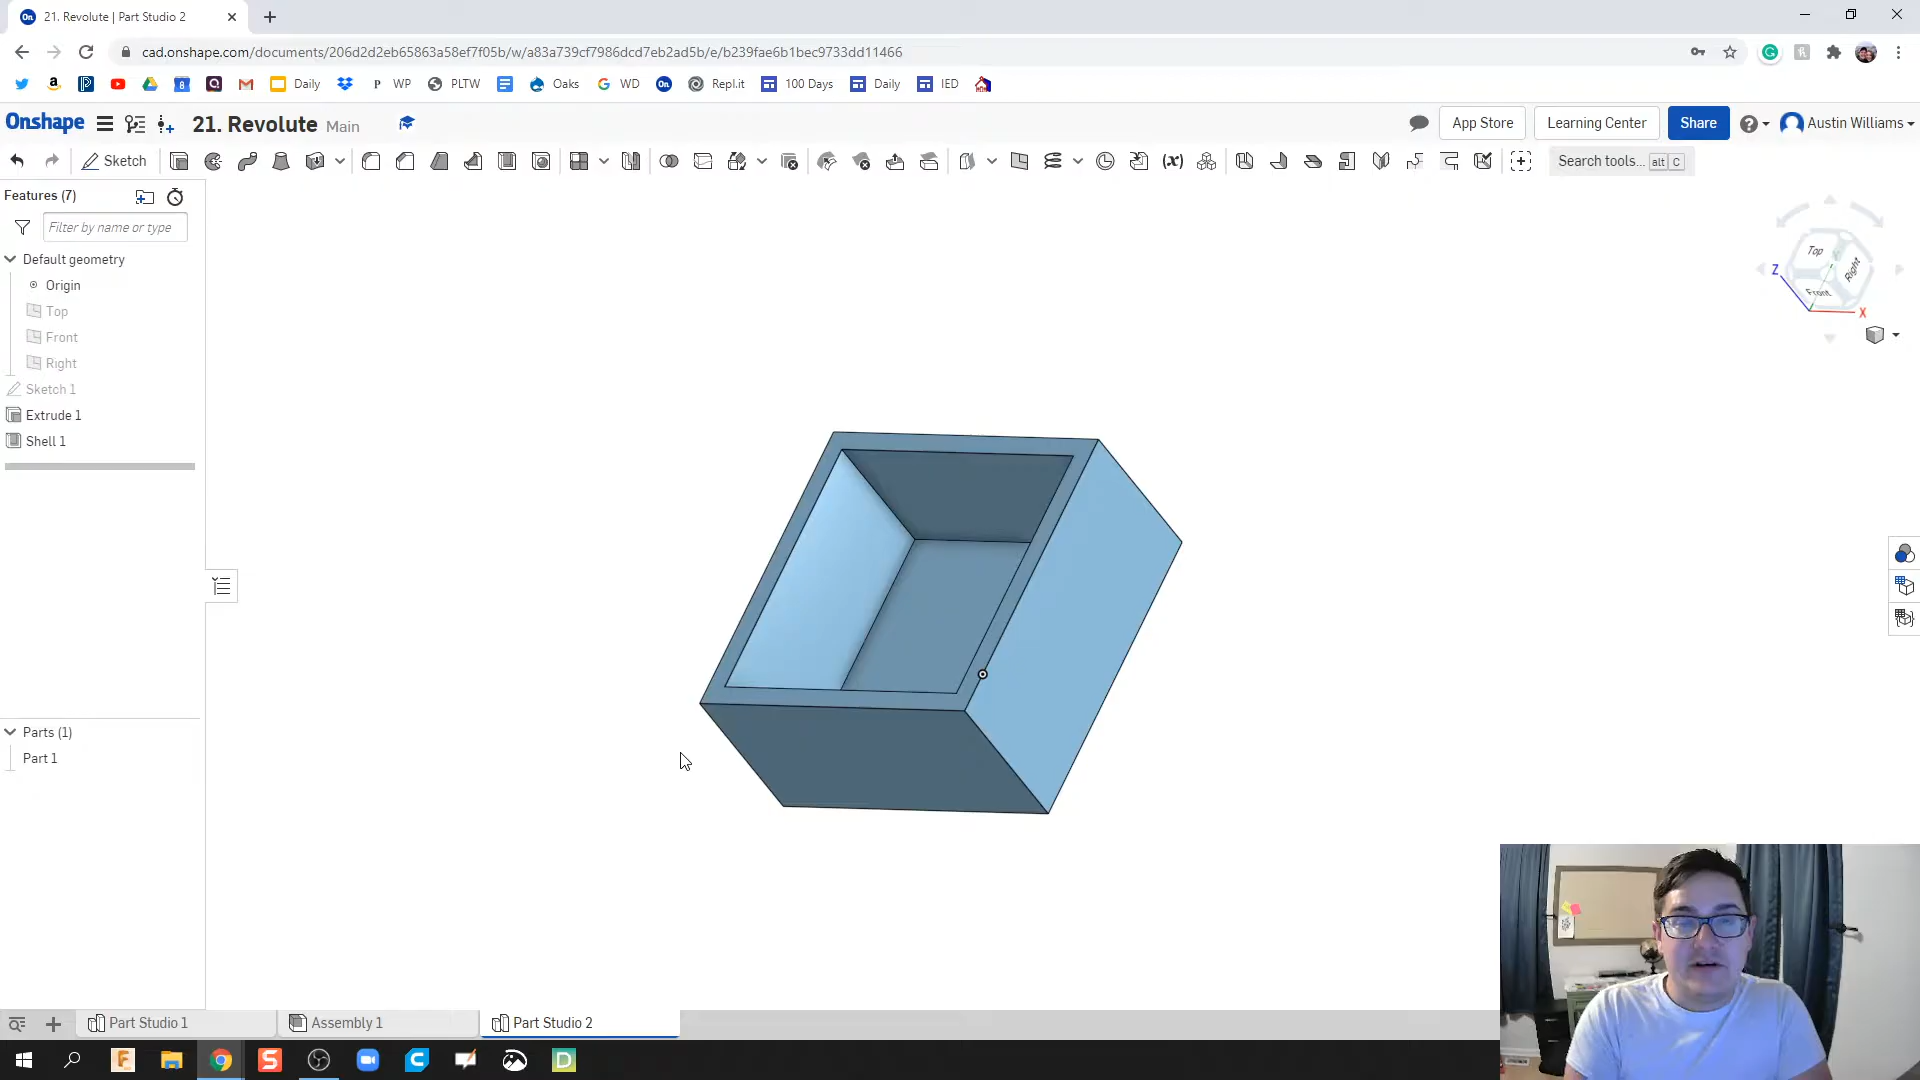 21. Revolute | Part Studio 2
cad.onshape.com/documents/206d2d2eb65863a58ef7f05b/w/a83a739cf7986dcd7eb2ad5b/e/b239fae6b1bec9733dd11466
Daily
WP
PLTW
Oaks
WD
Repl.it
100 Days
Daily
IED
Onshape
21. Revolute Main
App Store
Learning Center
Share
Austin Williams
Sketch
Search tools... alt C
Features (7)
Filter by name or type
Default geometry
Origin
Top
Front
Right
Sketch 1
Extrude 1
Shell 1
Top
Right
Front
Z
X
Parts (1)
Part 1
Part Studio 1
Assembly 1
Part Studio 2